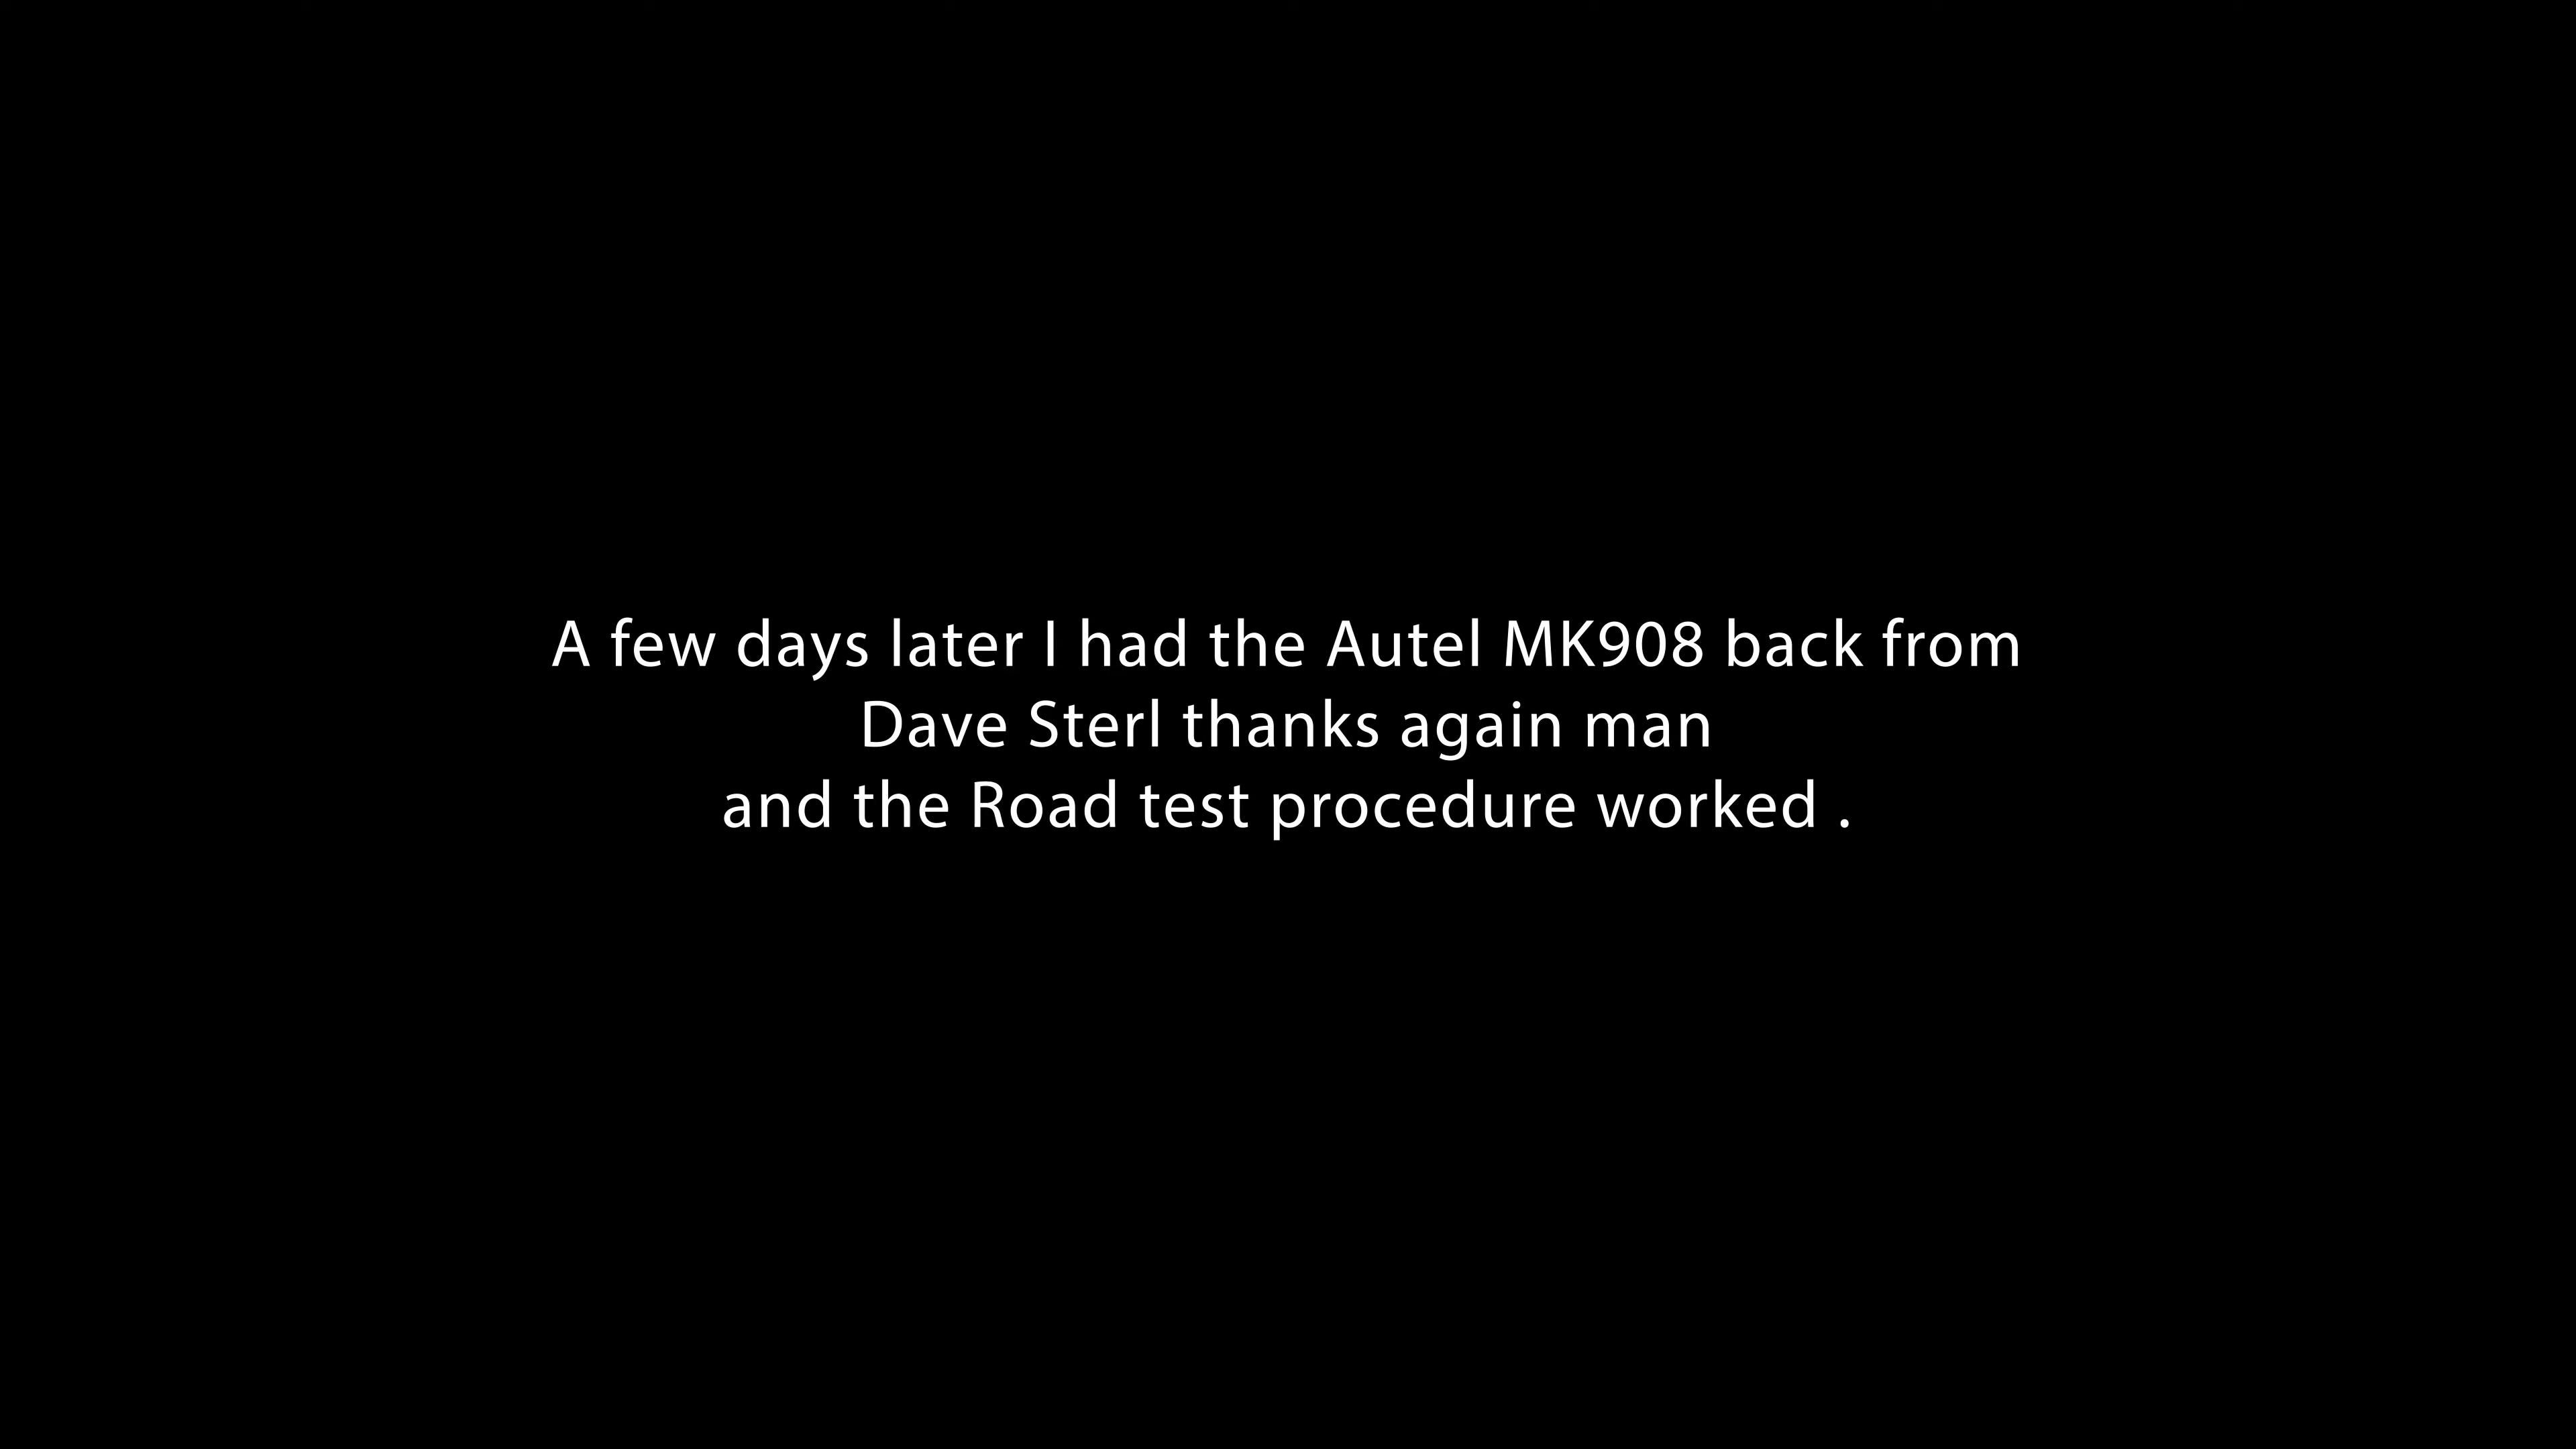 A few days later I had the Autel MK908 back from
Dave Sterl thanks again man
and the Road test procedure worked .